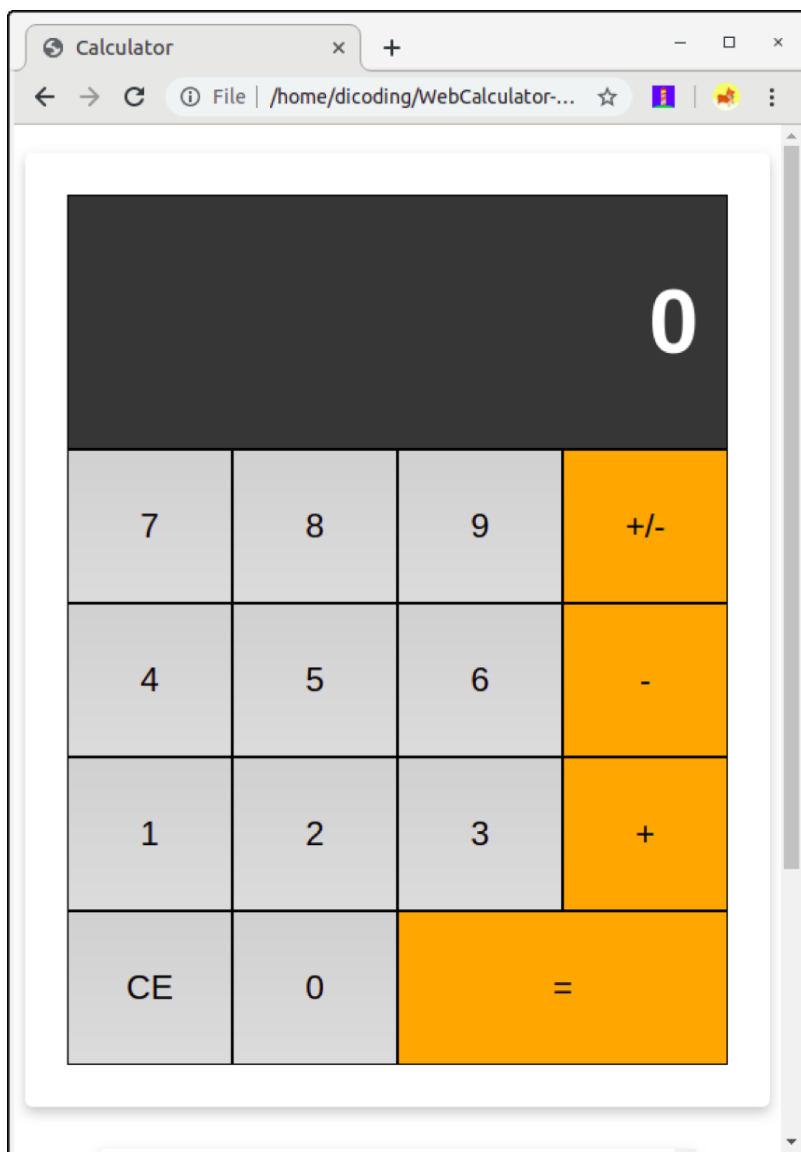 Calculator
File /home/dicoding/WebCalculator-...
0
7 8 9 +/-
4 5 6 -
1 2 3 +
CE 0 =